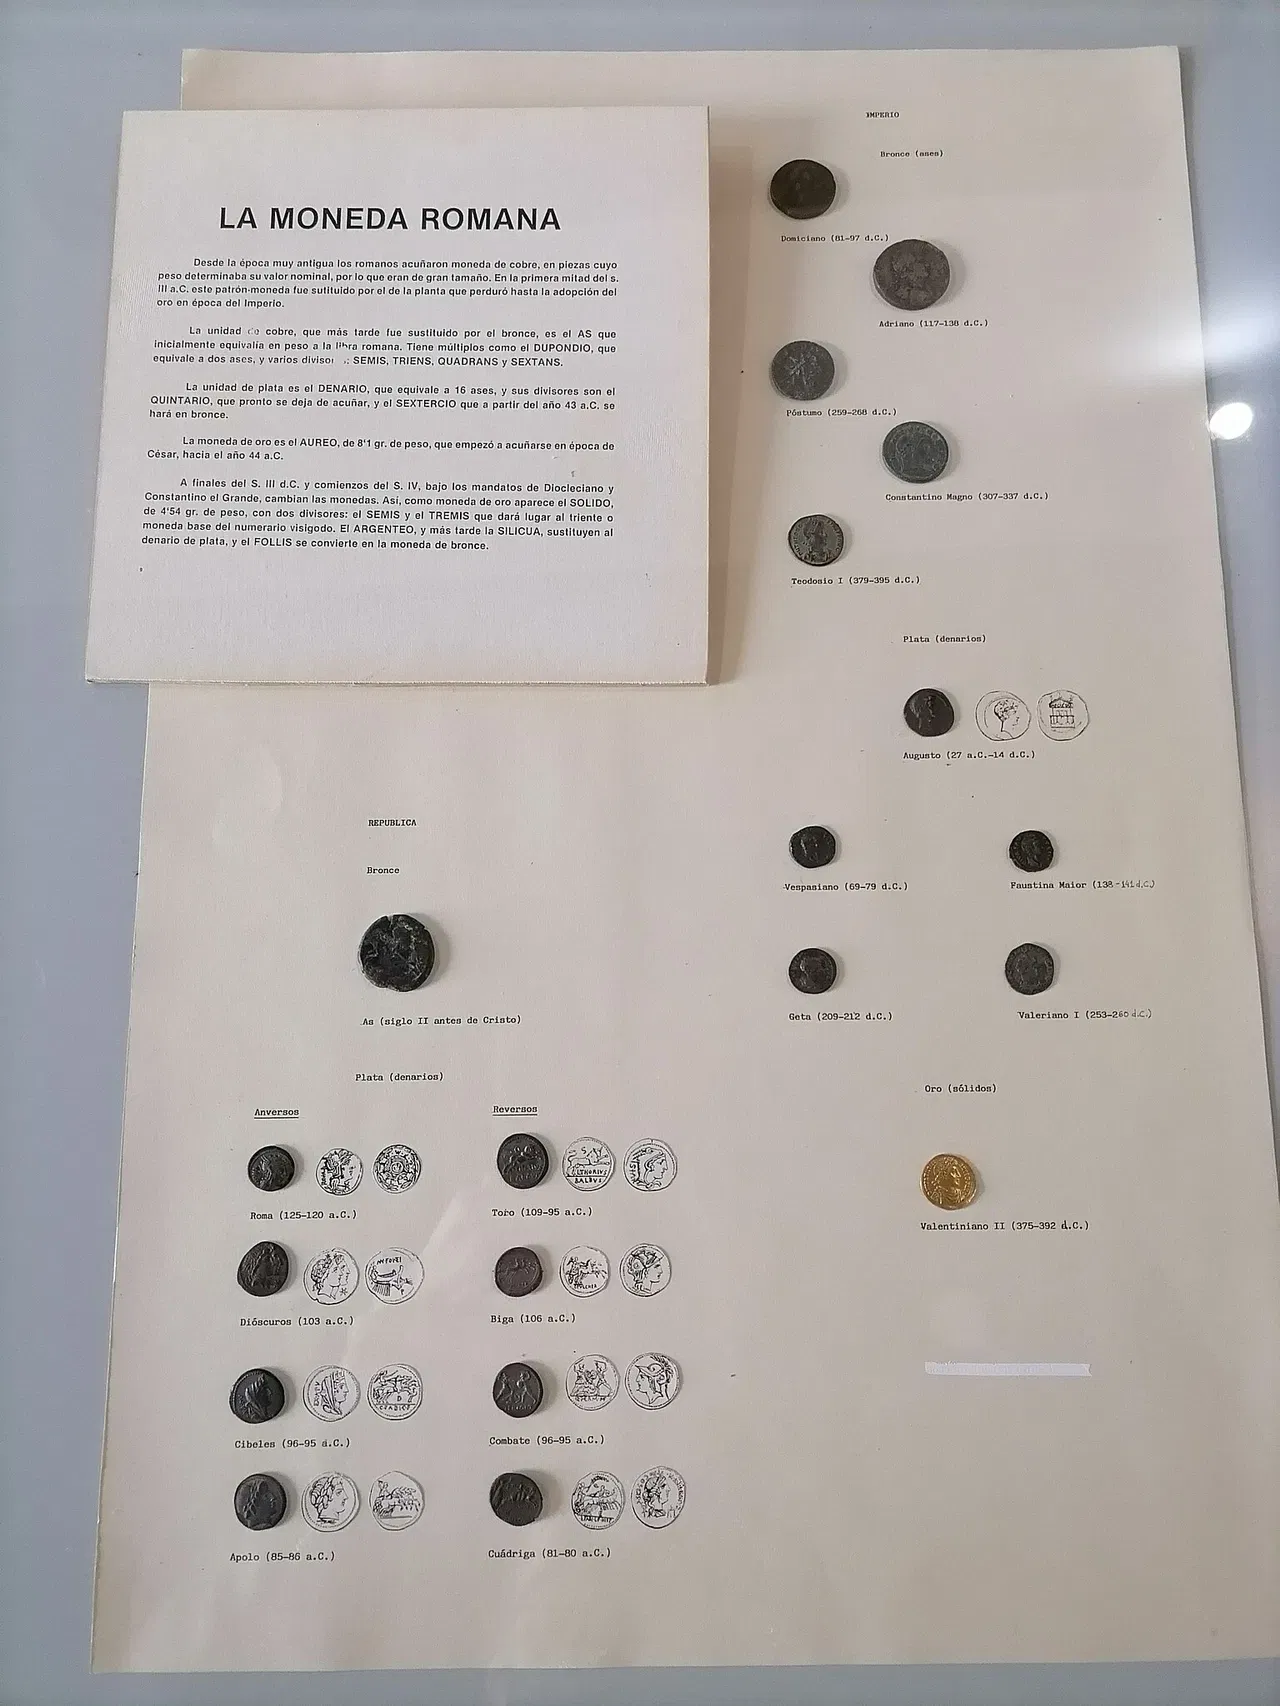 LA MONEDA ROMANA
Desde la época muy antigua los romanos acuñaron moneda de cobre, en piezas cuyo
peso determinaba su valor nominal, por lo que eran de gran tamaño. En la primera mitad del s.
III a.C. este patrón-moneda fue sutituido por el de la planta que perduró hasta la adopción del
oro en época del Imperio.
La unidad de cobre, que más tarde fue sustituido por el bronce, es el AS que
inicialmente equivalía en peso a la libra romana. Tiene múltiplos como el DUPONDIO, que
equivale a dos ases, y varios : SEMIS, TRIENS, QUADRANS y SEXTANS.
La unidad de plata es el DENARIO, que equivale a 16 ases, y sus divisores son el
QUINTARIO, que pronto se deja de acuñar, y el SEXTERCIO que a partir del año 43 a.C. se
hará en bronce.
La moneda de oro es el AUREO, de 8'1 gr. de peso, que empezó a acuñarse en época de
César, hacia el año 44 a.C.
A finales del S. III d.C. y comienzos del S. IV, bajo los mandatos de Diocleciano y
Constantino el Grande, cambian las monedas. Así, como moneda de oro aparece el SOLIDO,
de 4'54 gr. de peso, con dos divisores: el SEMIS y el TREMIS que dará lugar al triente o
moneda base del numerario visigodo. El ARGENTEO, y más tarde la SILICUA, sustituyen al
denario de plata, y el FOLLIS se convierte en la moneda de bronce.
REPUBLICA
Bronce
As (siglo II antes de Cristo)
Plata (denarios)
Anversos
Reversos
Roma (125-120 a.C.)
Toro (109-95 a.C.)
LTHORIVS
BALBVS
Dióscuros (103 a.C.)
Biga (106 a.C.)
Cibeles (96-95 a.C.)
Combate (96-95 a.C.)
Apolo (85-86 a.C.)
Cuádriga (81-80 a.C.)
IMPERIO
Bronce (ases)
Domiciano (81-97 d.C.)
Adriano (117-138 d.C.)
Póstumo (259-268 d.C.)
Constantino Magno (307-337 d.C.)
Teodosio I (379-395 d.C.)
Plata (denarios)
Augusto (27 a.C.-14 d.C.)
Vespasiano (69-79 d.C.)
Faustina Maior (138-141 d.C.)
Geta (209-212 d.C.)
Valeriano I (253-260 d.C.)
Oro (sólidos)
Valentiniano II (375-392 d.C.)